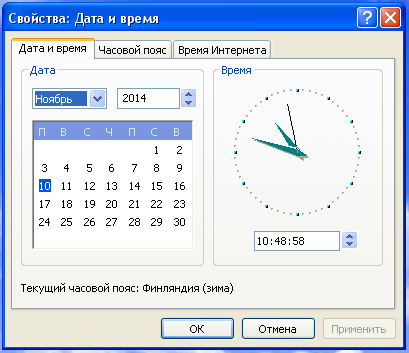 Свойства: Дата и время
Дата и время Часовой пояс Время Интернета
Дата
Ноябрь 2014
П В С Ч П С В
1 2
3 4 5 6 7 8 9
10 11 12 13 14 15 16
17 18 19 20 21 22 23
24 25 26 27 28 29 30
Время
10:48:58
Текущий часовой пояс: Финляндия (зима)
ОК Отмена Применить